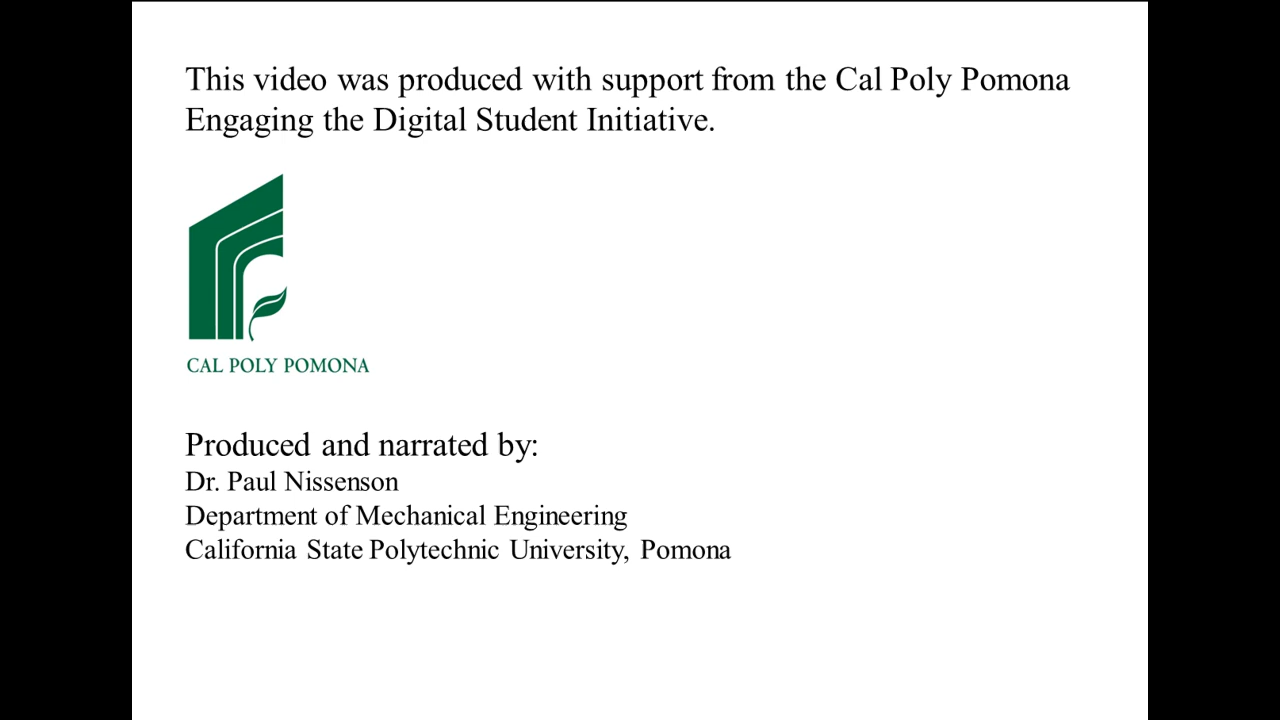 This video was produced with support from the Cal Poly Pomona
Engaging the Digital Student Initiative.
CAL POLY POMONA
Produced and narrated by:
Dr. Paul Nissenson
Department of Mechanical Engineering
California State Polytechnic University, Pomona